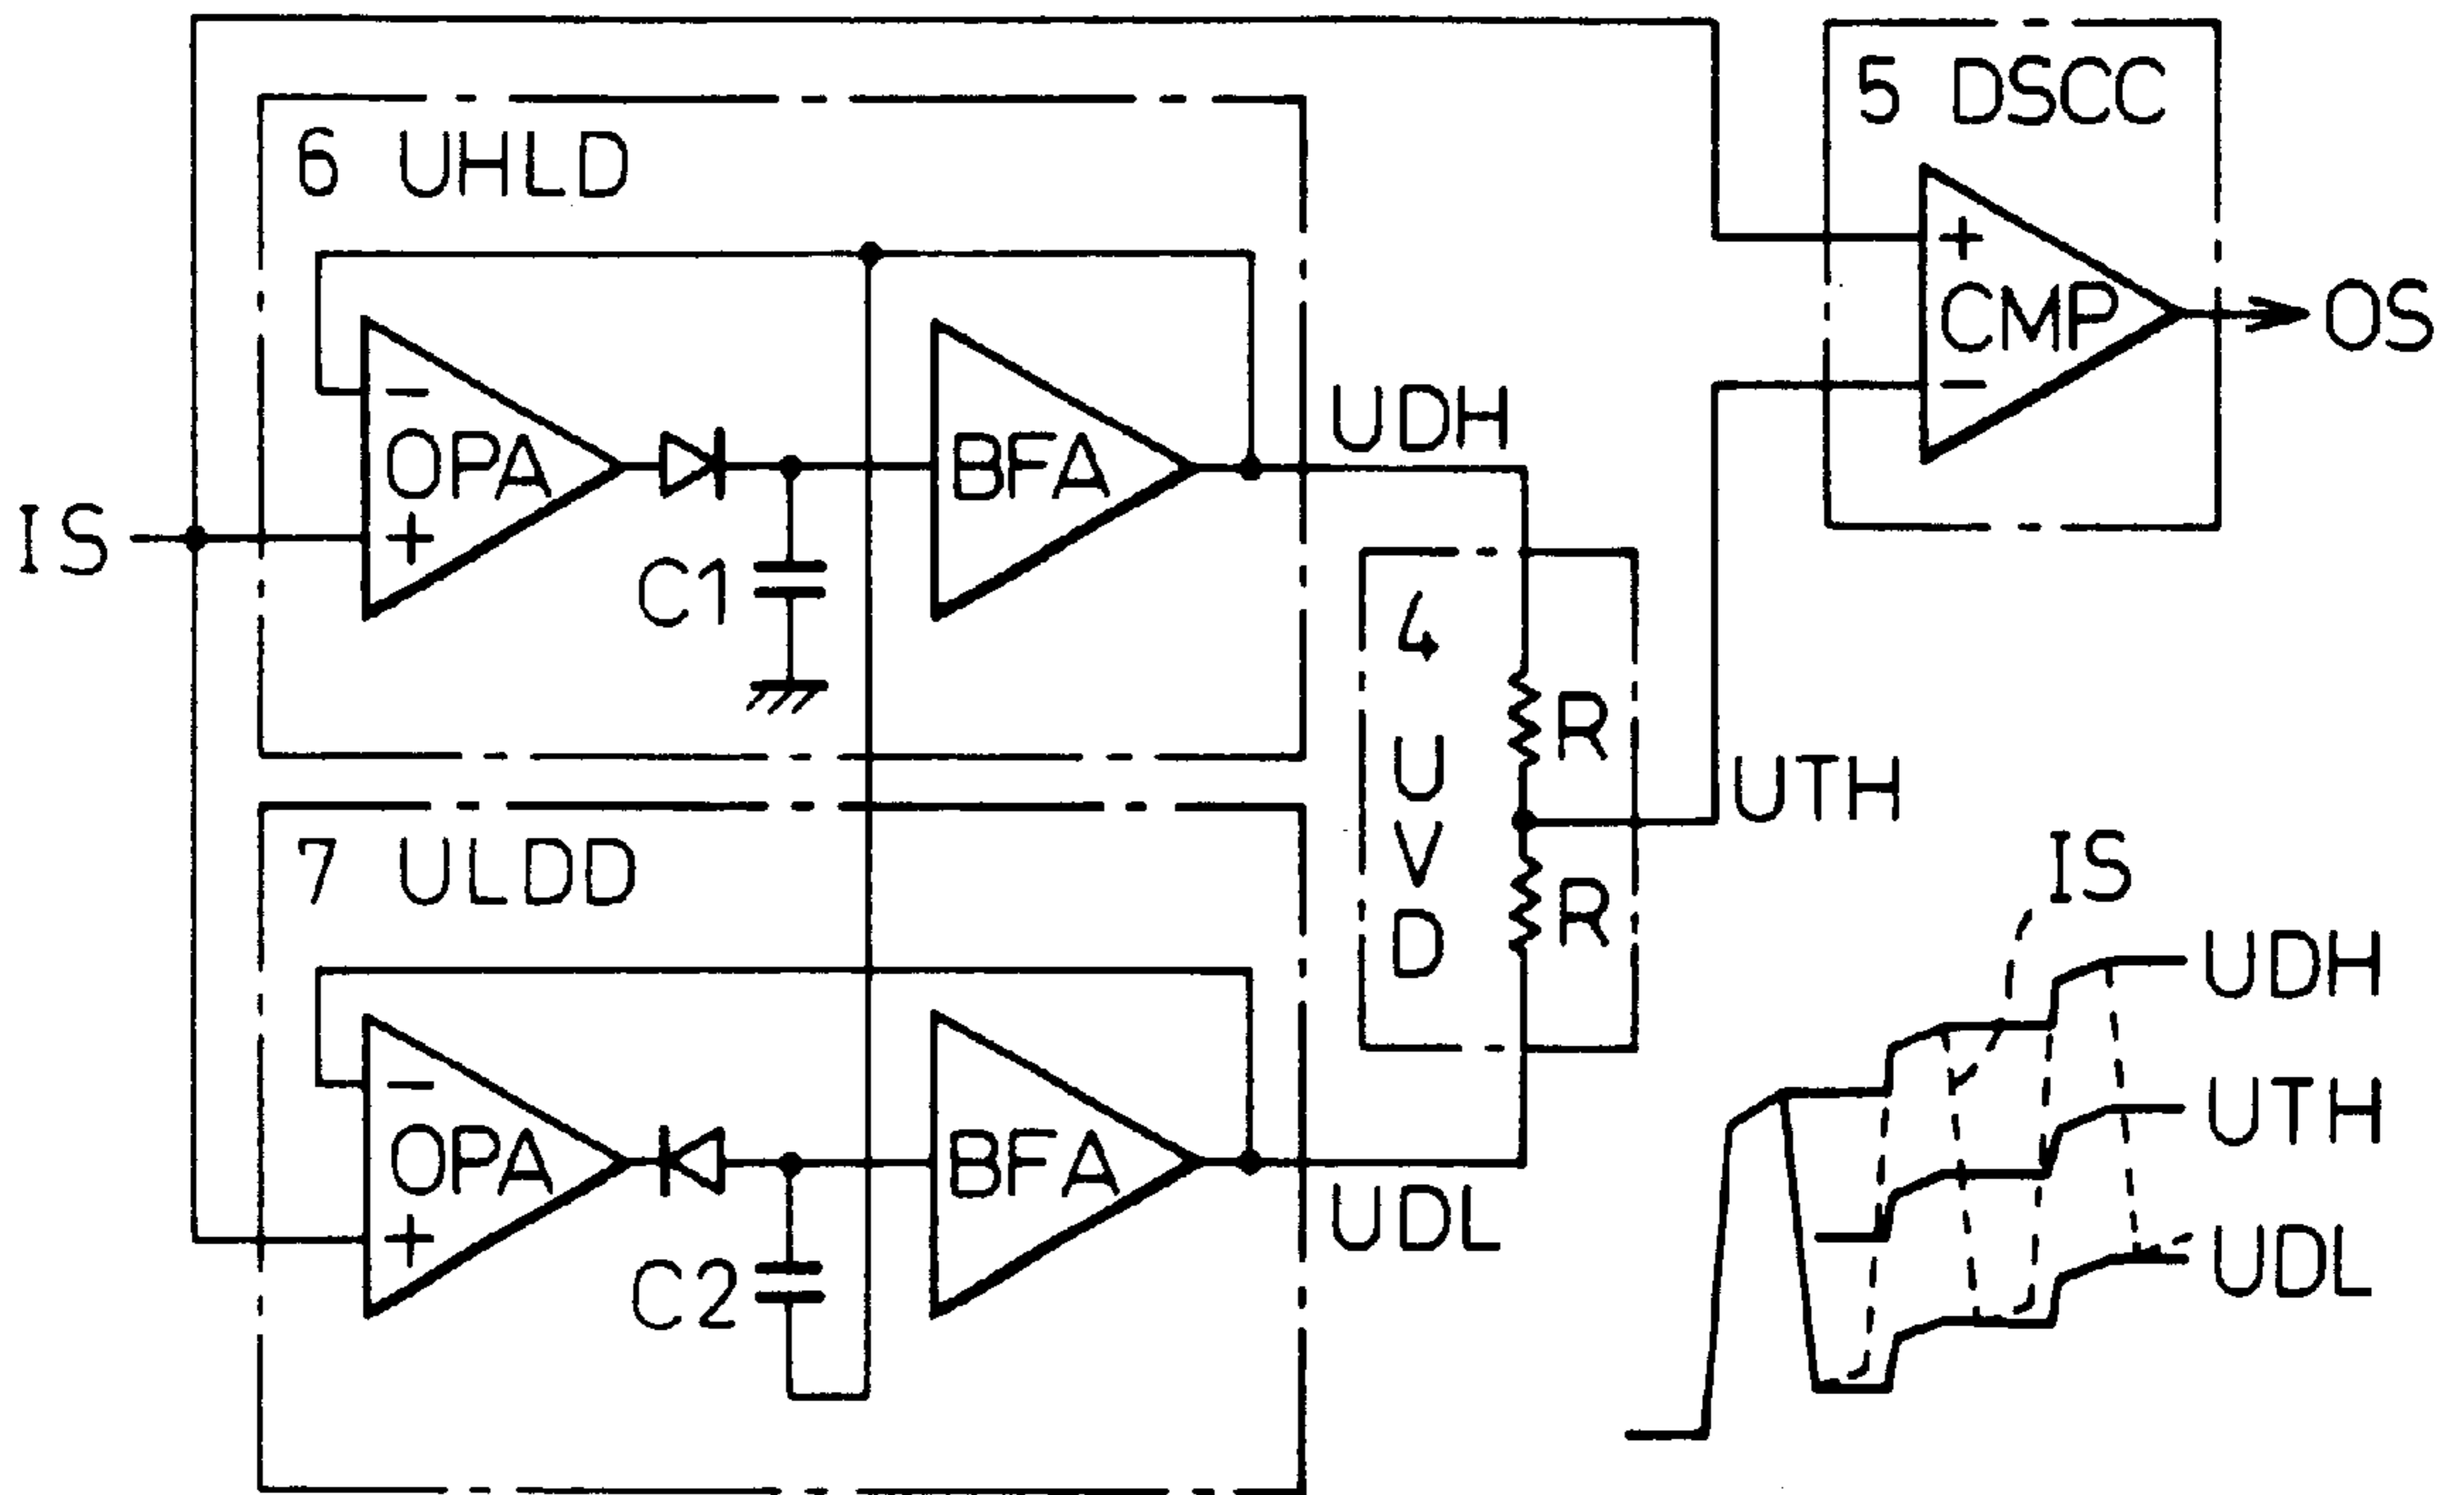 5 DSCC
6 UHLD
+
CMP
OS
−
−
OPA
+
BFA
UDH
IS
C1
4
U
V
D
R
R
UTH
7 ULDD
IS
UDH
−
OPA
+
BFA
UDL
C2
UTH
UDL